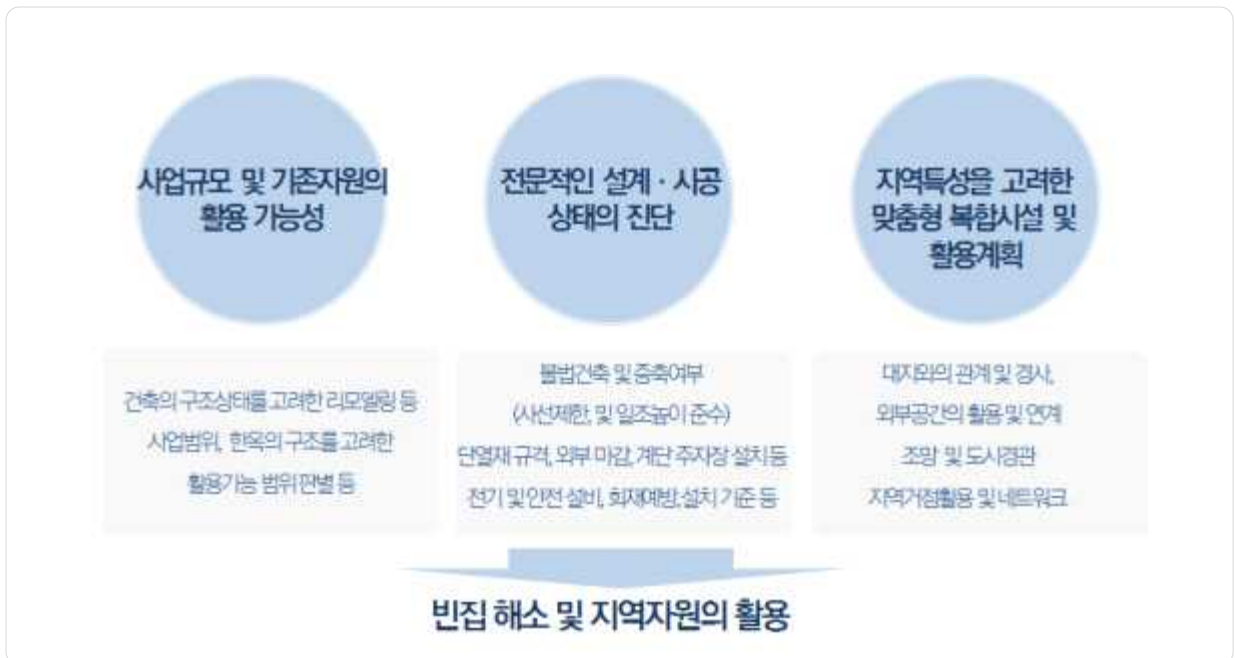 사업규모 및 기존자원의
활용 가능성
전문적인 설계 · 시공
상태의 진단
지역특성을 고려한
맞춤형 복합시설 및
활용계획
건축의 구조상태를 고려한 리모델링 등
사업범위, 한옥의 구조를 고려한
활용가능 범위 판별 등
불법건축 및 증축여부
(사선제한, 및 일조높이 준수)
단열재 규격, 외부 마감, 계단 주차장 설치 등
전기 및 안전 설비, 화재예방,설치 기준 등
대지와의 관계 및 경사,
외부공간의 활용 및 연계
조망 및 도시경관
지역거점활용 및 네트워크
빈집 해소 및 지역자원의 활용